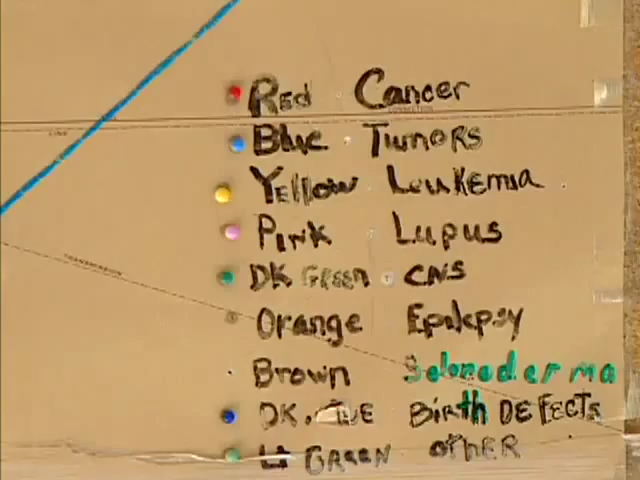 Red Cancer
Blue Tumors
Yellow Leukemia
Pink Lupus
DK Green CNS
Orange Epilepsy
Brown
DK. Birth DEFECTS
Lt GREEN other